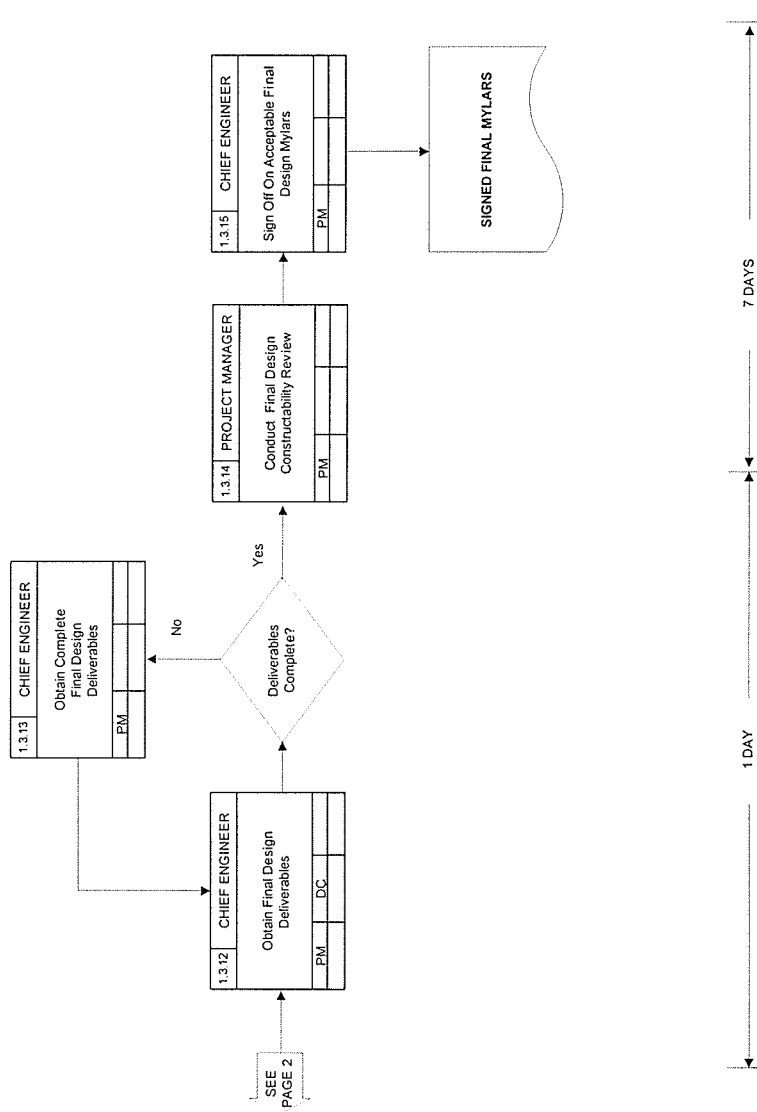 SEE
PAGE 2
1.3.12 CHIEF ENGINEER
Obtain Final Design
Deliverables
PM DC
1.3.13 CHIEF ENGINEER
Obtain Complete
Final Design
Deliverables
PM
No
Deliverables
Complete?
Yes
1.3.14 PROJECT MANAGER
Conduct Final Design
Constructability Review
PM
1.3.15 CHIEF ENGINEER
Sign Off On Acceptable Final
Design Mylars
PM
SIGNED FINAL MYLARS
1 DAY
7 DAYS